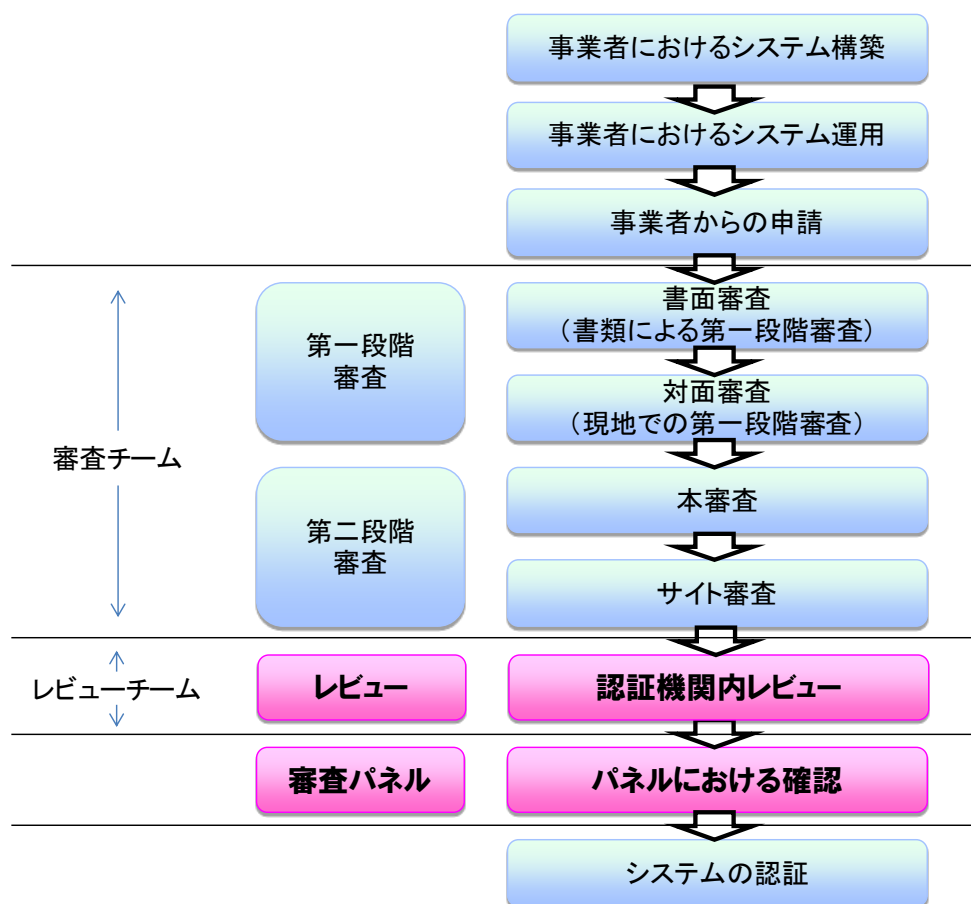 事業者におけるシステム構築
事業者におけるシステム運用
事業者からの申請
審査チーム
第一段階
審査
書面審査
（書類による第一段階審査）
対面審査
（現地での第一段階審査）
第二段階
審査
本審査
サイト審査
レビューチーム
レビュー
認証機関内レビュー
審査パネル
パネルにおける確認
システムの認証